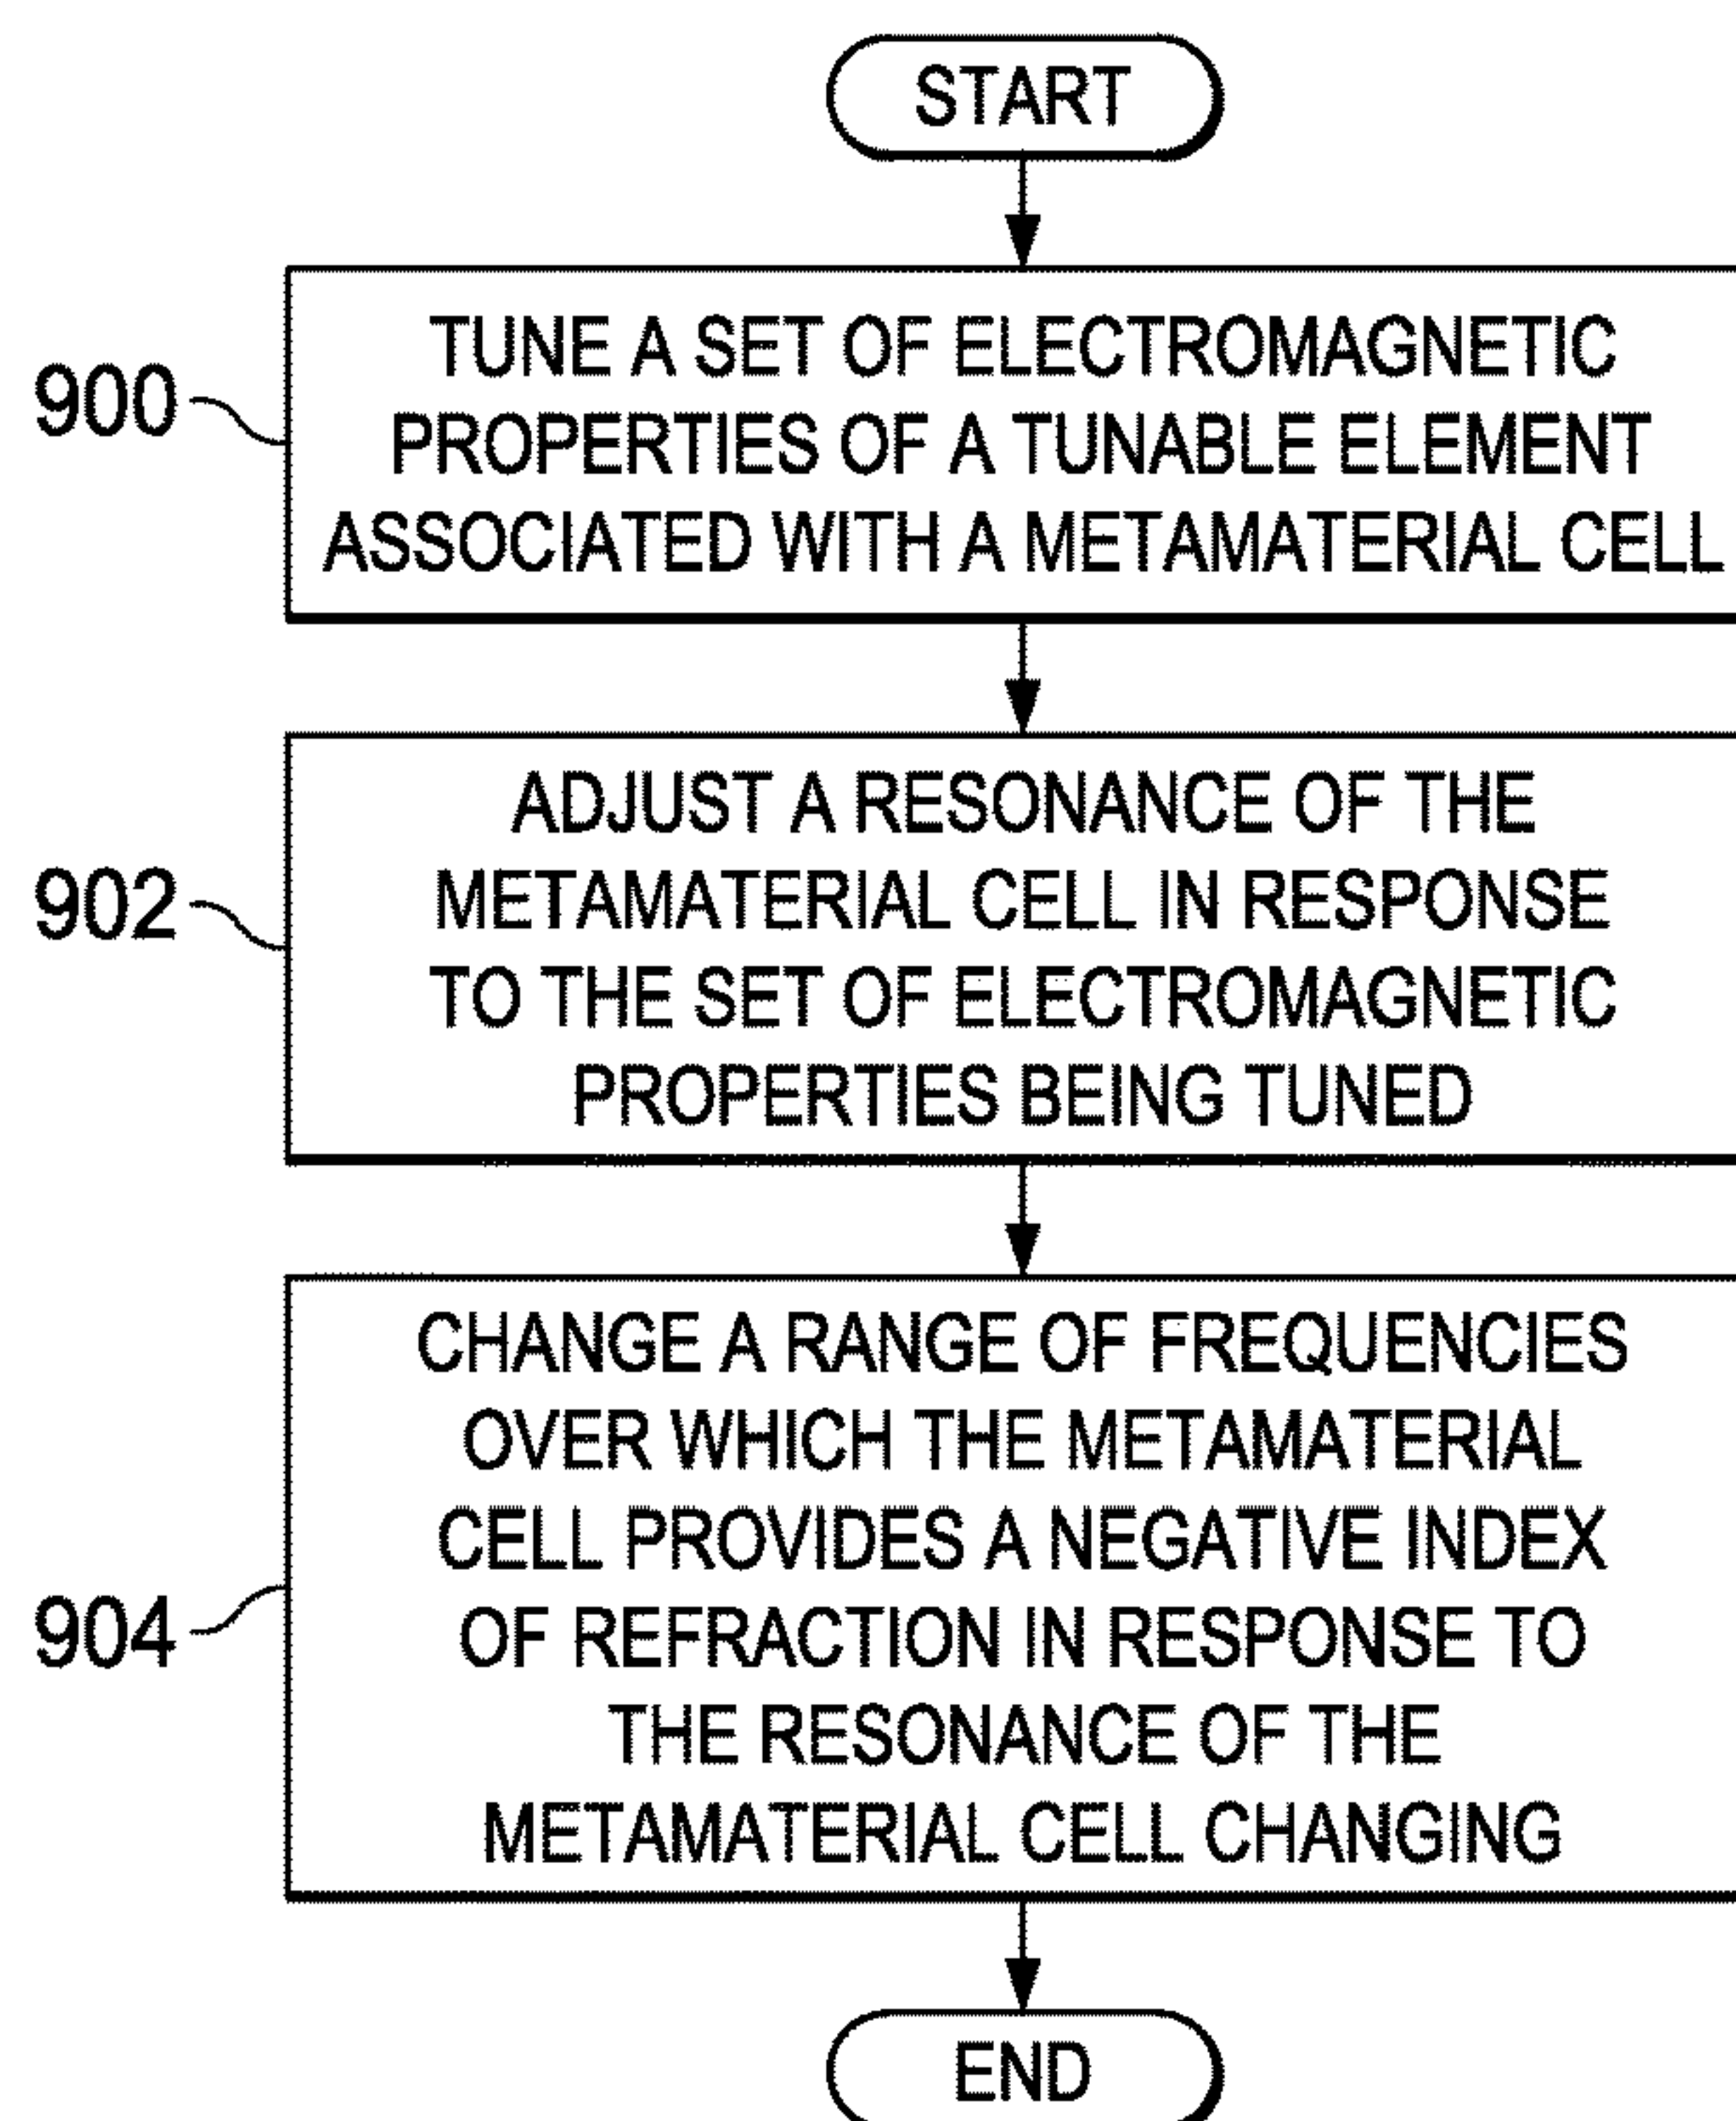 START
900
TUNE A SET OF ELECTROMAGNETIC
PROPERTIES OF A TUNABLE ELEMENT
ASSOCIATED WITH A METAMATERIAL CELL
902
ADJUST A RESONANCE OF THE
METAMATERIAL CELL IN RESPONSE
TO THE SET OF ELECTROMAGNETIC
PROPERTIES BEING TUNED
904
CHANGE A RANGE OF FREQUENCIES
OVER WHICH THE METAMATERIAL
CELL PROVIDES A NEGATIVE INDEX
OF REFRACTION IN RESPONSE TO
THE RESONANCE OF THE
METAMATERIAL CELL CHANGING
END